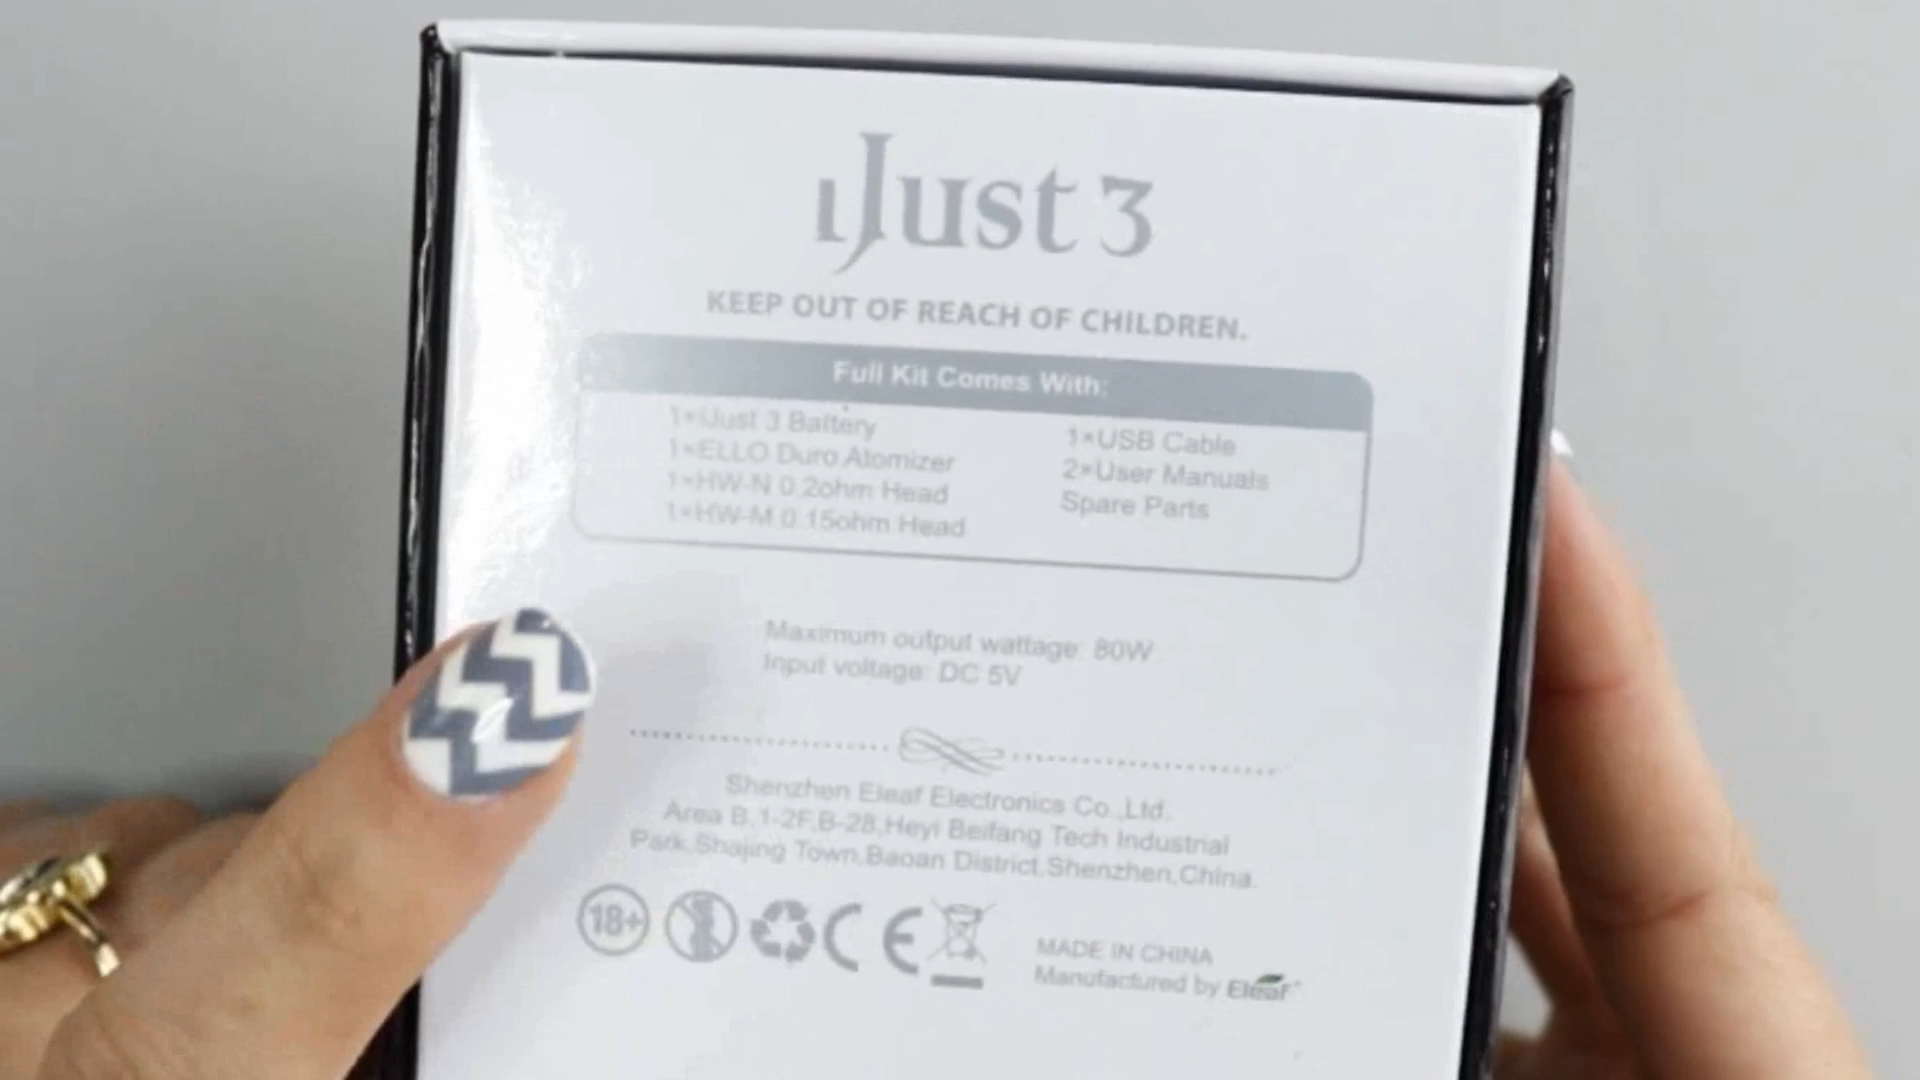 iJust 3
KEEP OUT OF REACH OF CHILDREN.
Full Kit Comes With:
1×iJust 3 Battery
1×ELLO Duro Atomizer
1×HW-N 0.2ohm Head
1×HW-M 0.15ohm Head
1×USB Cable
2×User Manuals
Spare Parts
Maximum output wattage: 80W
Input voltage: DC 5V
Shenzhen Eleaf Electronics Co.,Ltd.
Area B,1-2F,B-28,Heyi Beifang Tech Industrial
Park,Shajing Town,Baoan District,Shenzhen,China.
18+
CE
MADE IN CHINA
Manufactured by Eleaf